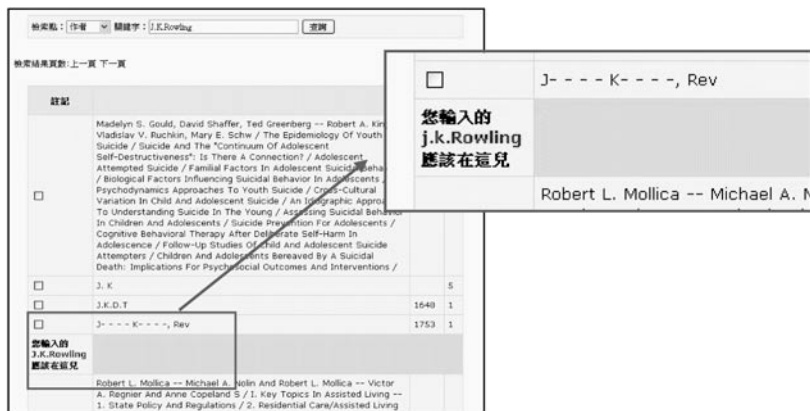 檢索點：作者 關鍵字：J.K.Rowling 查詢
檢索結果頁數:上一頁 下一頁
註記
Madelyn S. Gould, David Shaffer, Ted Greenberg -- Robert A. Kin
Vladislav V. Ruchkin, Mary E. Schw / The Epidemiology Of Youth
Suicide / Suicide And The "Continuum Of Adolescent
Self-Destructiveness": Is There A Connection? / Adolescent
Attempted Suicide / Familial Factors In Adolescent Suicidal Beha
/ Biological Factors Influencing Suicidal Behavior In Adolescents /
Psychodynamics Approaches To Youth Suicide / Cross-Cultural
Variation In Child And Adolescent Suicide / An Idiographic Approa
To Understanding Suicide In The Young / Assessing Suicidal Behavior
In Children And Adolescents / Suicide Prevention For Adolescents /
Cognitive Behavioral Therapy After Deliberate Self-Harm In
Adolescence / Follow-Up Studies Of Child And Adolescent Suicide
Attempters / Children And Adolescents Bereaved By A Suicidal
Death: Implications For Psychosocial Outcomes And Interventions /
J. K 5
J.K.D.T 1640 1
J- - - - K- - - -, Rev 1753 1
您輸入的
J.K.Rowling
應該在這兒
Robert L. Mollica -- Michael A. Nolin And Robert L. Mollica -- Victor
A. Regnier And Anne Copeland S / I. Key Topics In Assisted Living --
1. State Policy And Regulations / 2. Residential Care/Assisted Living
J- - - - K- - - -, Rev
您輸入的
j.k.Rowling
應該在這兒
Robert L. Mollica -- Michael A. N